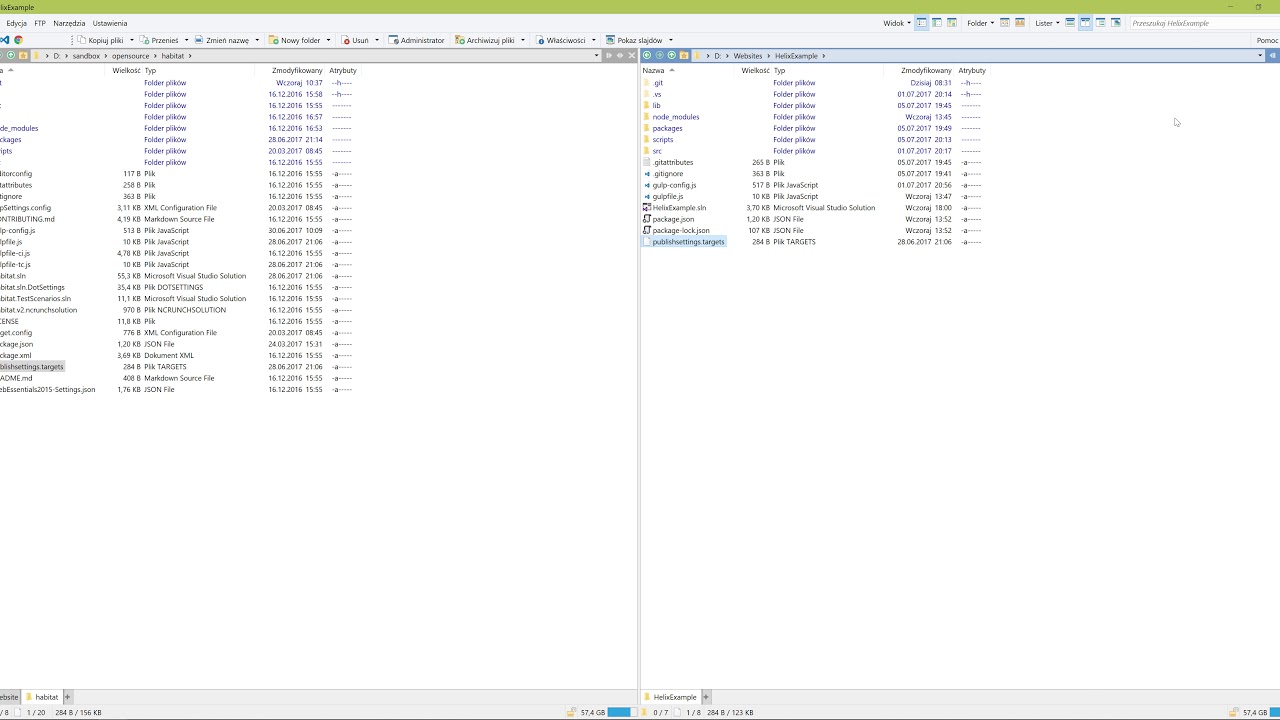 lixExample
Edycja FTP Narzędzia Ustawienia
Widok Folder Lister Przeszukaj HelixExample
Kopiuj pliki Przenieś Zmień nazwę Nowy folder Usuń Administrator Archiwizuj pliki Właściwości Pokaz slajdów Pomoc
D: sandbox opensource habitat
a Wielkość Typ Zmodyfikowany Atrybuty
t Folder plików Wczoraj 10:37 --h----
Folder plików 16.12.2016 15:58 --h----
t Folder plików 16.12.2016 15:55 -------
Folder plików 16.12.2016 16:57 -------
ode_modules Folder plików 16.12.2016 16:53 -------
ckages Folder plików 28.06.2017 21:14 -------
ripts Folder plików 20.03.2017 08:45 -------
c Folder plików 16.12.2016 15:55 -------
ditorconfig 117 B Plik 16.12.2016 15:55 -a-----
tattributes 258 B Plik 16.12.2016 15:55 -a-----
tignore 363 B Plik 16.12.2016 15:55 -a-----
lpSettings.config 3,11 KB XML Configuration File 20.03.2017 08:45 -a-----
ONTRIBUTING.md 4,19 KB Markdown Source File 16.12.2016 15:55 -a-----
lp-config.js 513 B Plik JavaScript 30.06.2017 10:09 -a-----
lpfile.js 10 KB Plik JavaScript 28.06.2017 21:06 -a-----
lpfile-ci.js 4,78 KB Plik JavaScript 28.06.2017 21:06 -a-----
lpfile-tc.js 10 KB Plik JavaScript 28.06.2017 21:06 -a-----
abitat.sln 55,3 KB Microsoft Visual Studio Solution 28.06.2017 21:06 -a-----
abitat.sln.DotSettings 35,4 KB Plik DOTSETTINGS 16.12.2016 15:55 -a-----
abitat.TestScenarios.sln 11,1 KB Microsoft Visual Studio Solution 16.12.2016 15:55 -a-----
abitat.v2.ncrunchsolution 970 B Plik NCRUNCHSOLUTION 16.12.2016 15:55 -a-----
CENSE 11,8 KB Plik 16.12.2016 15:55 -a-----
get.config 776 B XML Configuration File 20.03.2017 08:45 -a-----
ckage.json 1,20 KB JSON File 24.03.2017 15:31 -a-----
ckage.xml 3,69 KB Dokument XML 16.12.2016 15:55 -a-----
blishsettings.targets 284 B Plik TARGETS 28.06.2017 21:06 -a-----
ADME.md 408 B Markdown Source File 16.12.2016 15:55 -a-----
ebEssentials2015-Settings.json 1,76 KB JSON File 16.12.2016 15:55 -a-----
ebsite habitat +
/ 8 1 / 20 284 B / 156 KB 57,4 GB
D: Websites HelixExample
Nazwa Wielkość Typ Zmodyfikowany Atrybuty
.git Folder plików Dzisiaj 08:31 --h----
.vs Folder plików 01.07.2017 20:14 --h----
lib Folder plików 05.07.2017 19:45 -------
node_modules Folder plików Wczoraj 13:45 -------
packages Folder plików 05.07.2017 19:49 -------
scripts Folder plików 05.07.2017 20:13 -------
src Folder plików 01.07.2017 20:17 -------
.gitattributes 265 B Plik 05.07.2017 19:45 -a-----
.gitignore 363 B Plik 05.07.2017 19:41 -a-----
gulp-config.js 517 B Plik JavaScript 01.07.2017 20:56 -a-----
gulpfile.js 10 KB Plik JavaScript Wczoraj 13:47 -a-----
HelixExample.sln 3,70 KB Microsoft Visual Studio Solution Wczoraj 18:00 -a-----
package.json 1,20 KB JSON File Wczoraj 13:52 -a-----
package-lock.json 107 KB JSON File Wczoraj 13:52 -a-----
publishsettings.targets 284 B Plik TARGETS 28.06.2017 21:06 -a-----
HelixExample +
0 / 7 1 / 8 284 B / 123 KB 57,4 GB